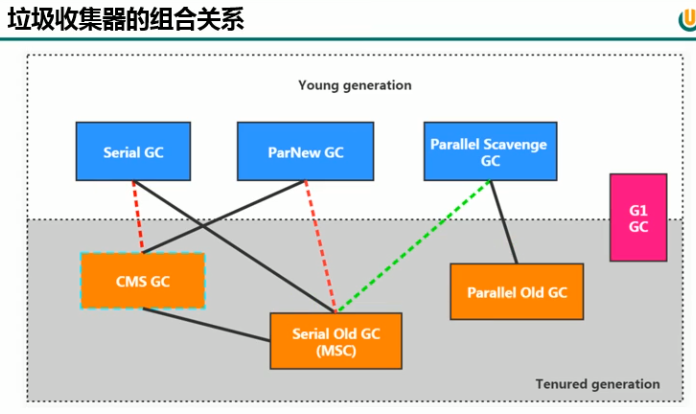 垃圾收集器的组合关系
Young generation
Serial GC
ParNew GC
Parallel Scavenge
GC
G1
GC
CMS GC
Parallel Old GC
Serial Old GC
(MSC)
Tenured generation